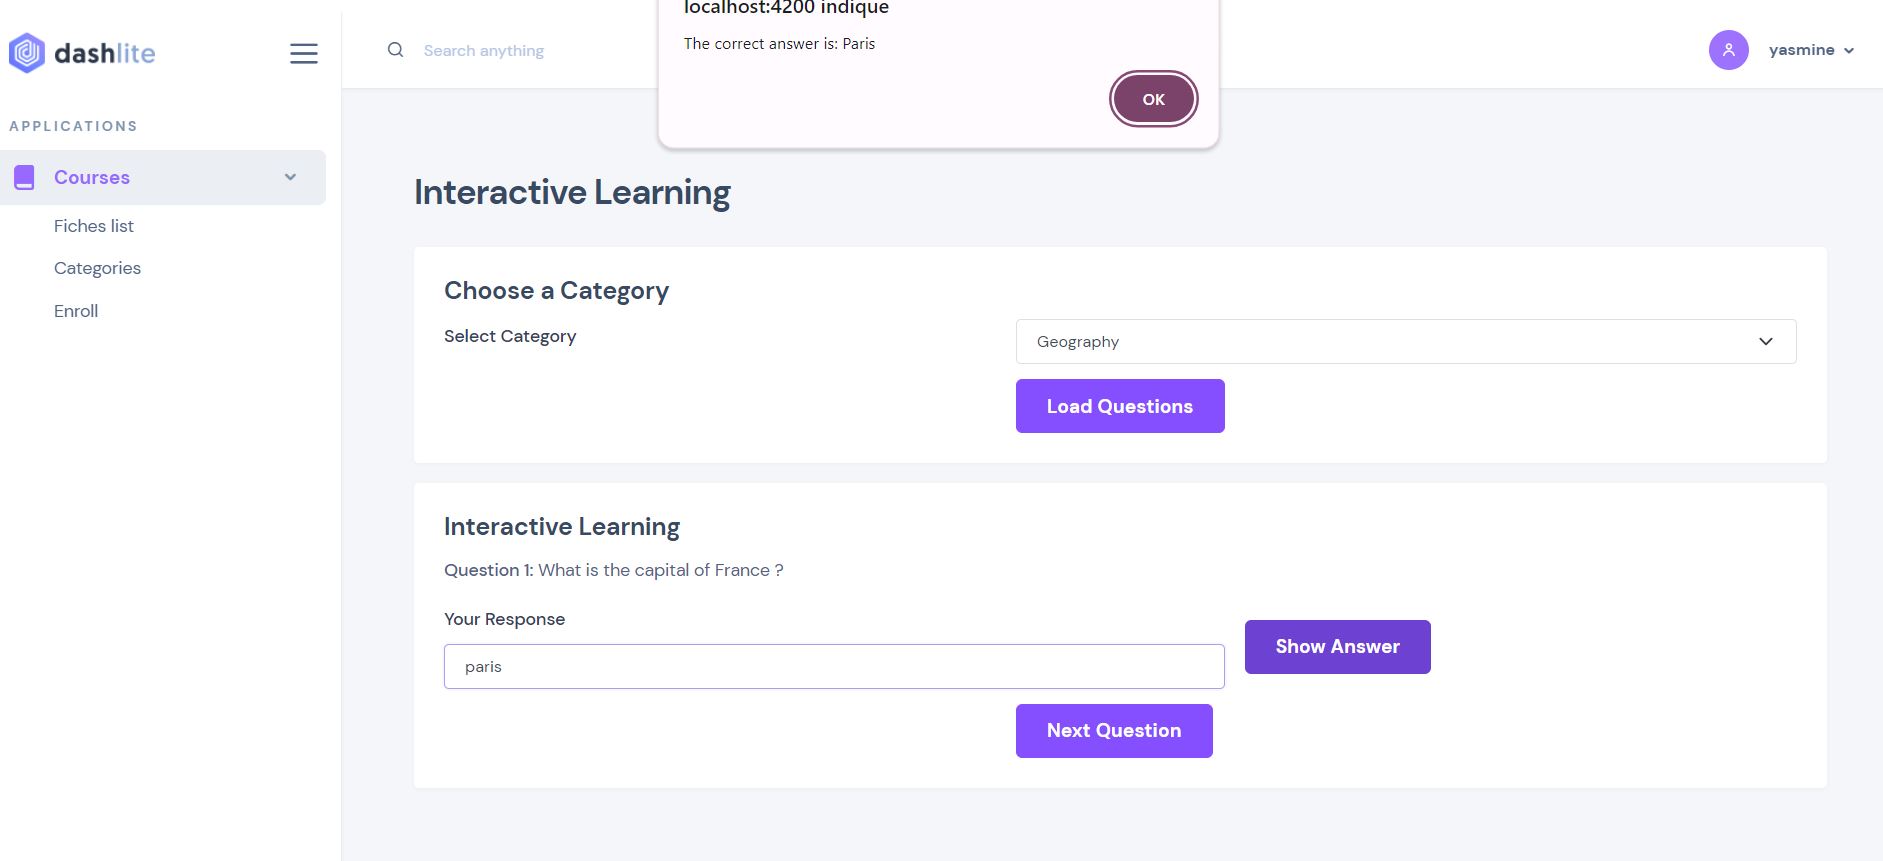 localhost:4200 indique
The correct answer is: Paris
OK
dashlite
Search anything
yasmine
APPLICATIONS
Courses
Fiches list
Categories
Enroll
Interactive Learning
Choose a Category
Select Category
Geography
Load Questions
Interactive Learning
Question 1: What is the capital of France ?
Your Response
paris
Show Answer
Next Question